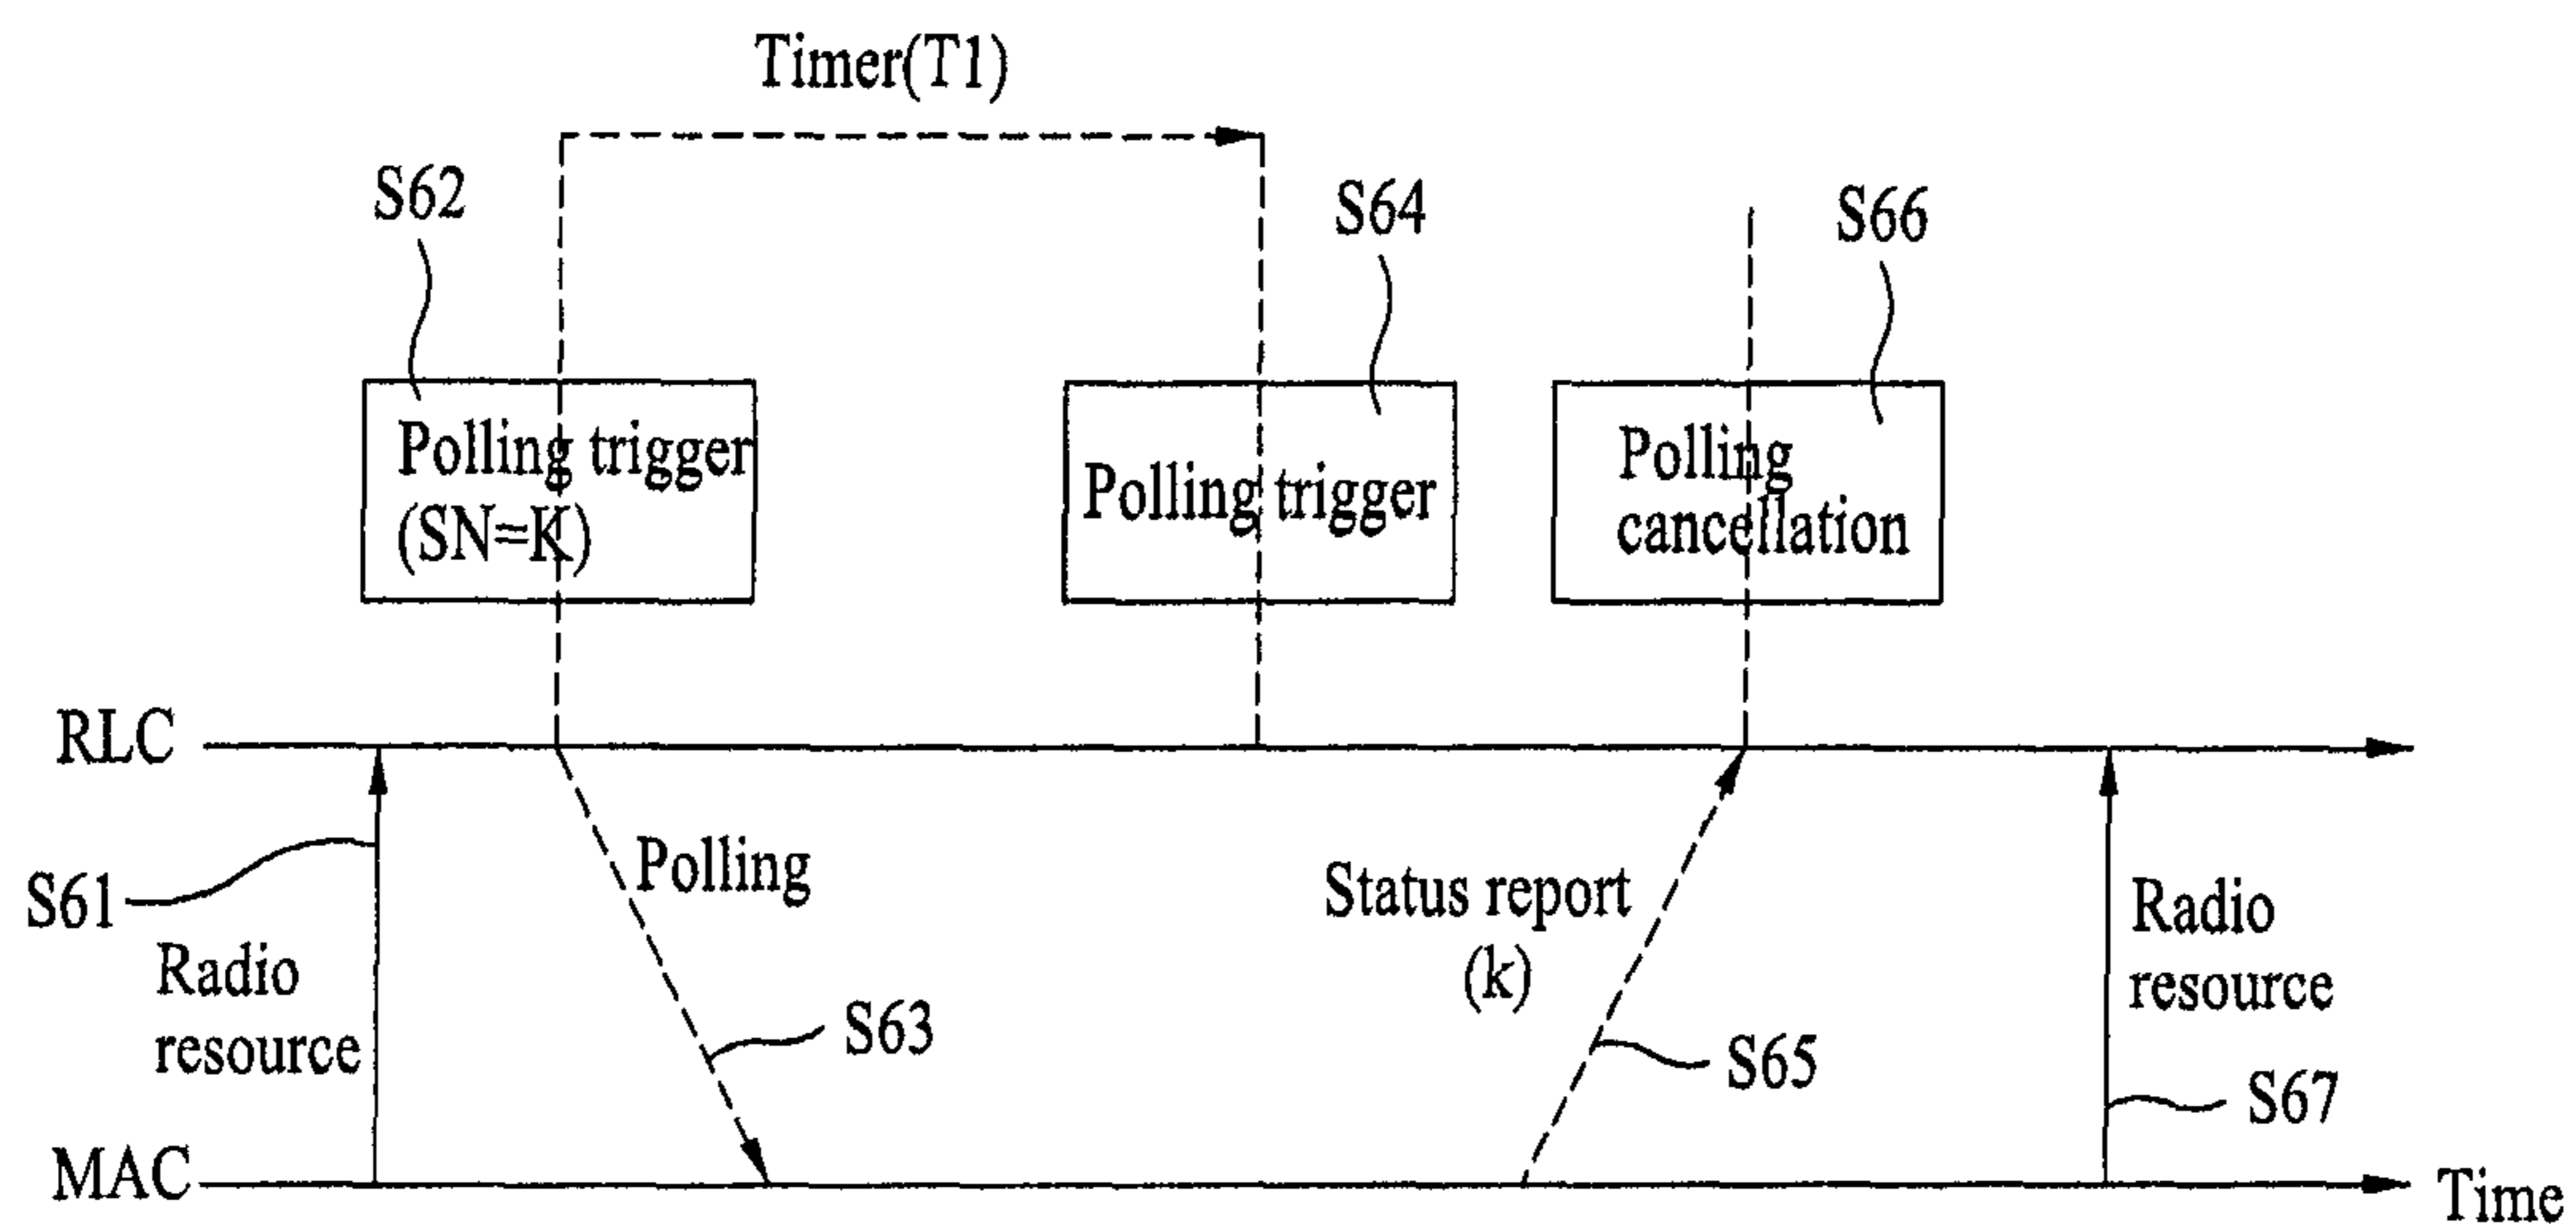 Timer(T1)
S62
S64
S66
Polling trigger
(SN=K)
Polling trigger
Polling
cancellation
RLC
S61
Radio
resource
Polling
S63
Status report
(k)
S65
Radio
resource
S67
MAC
Time